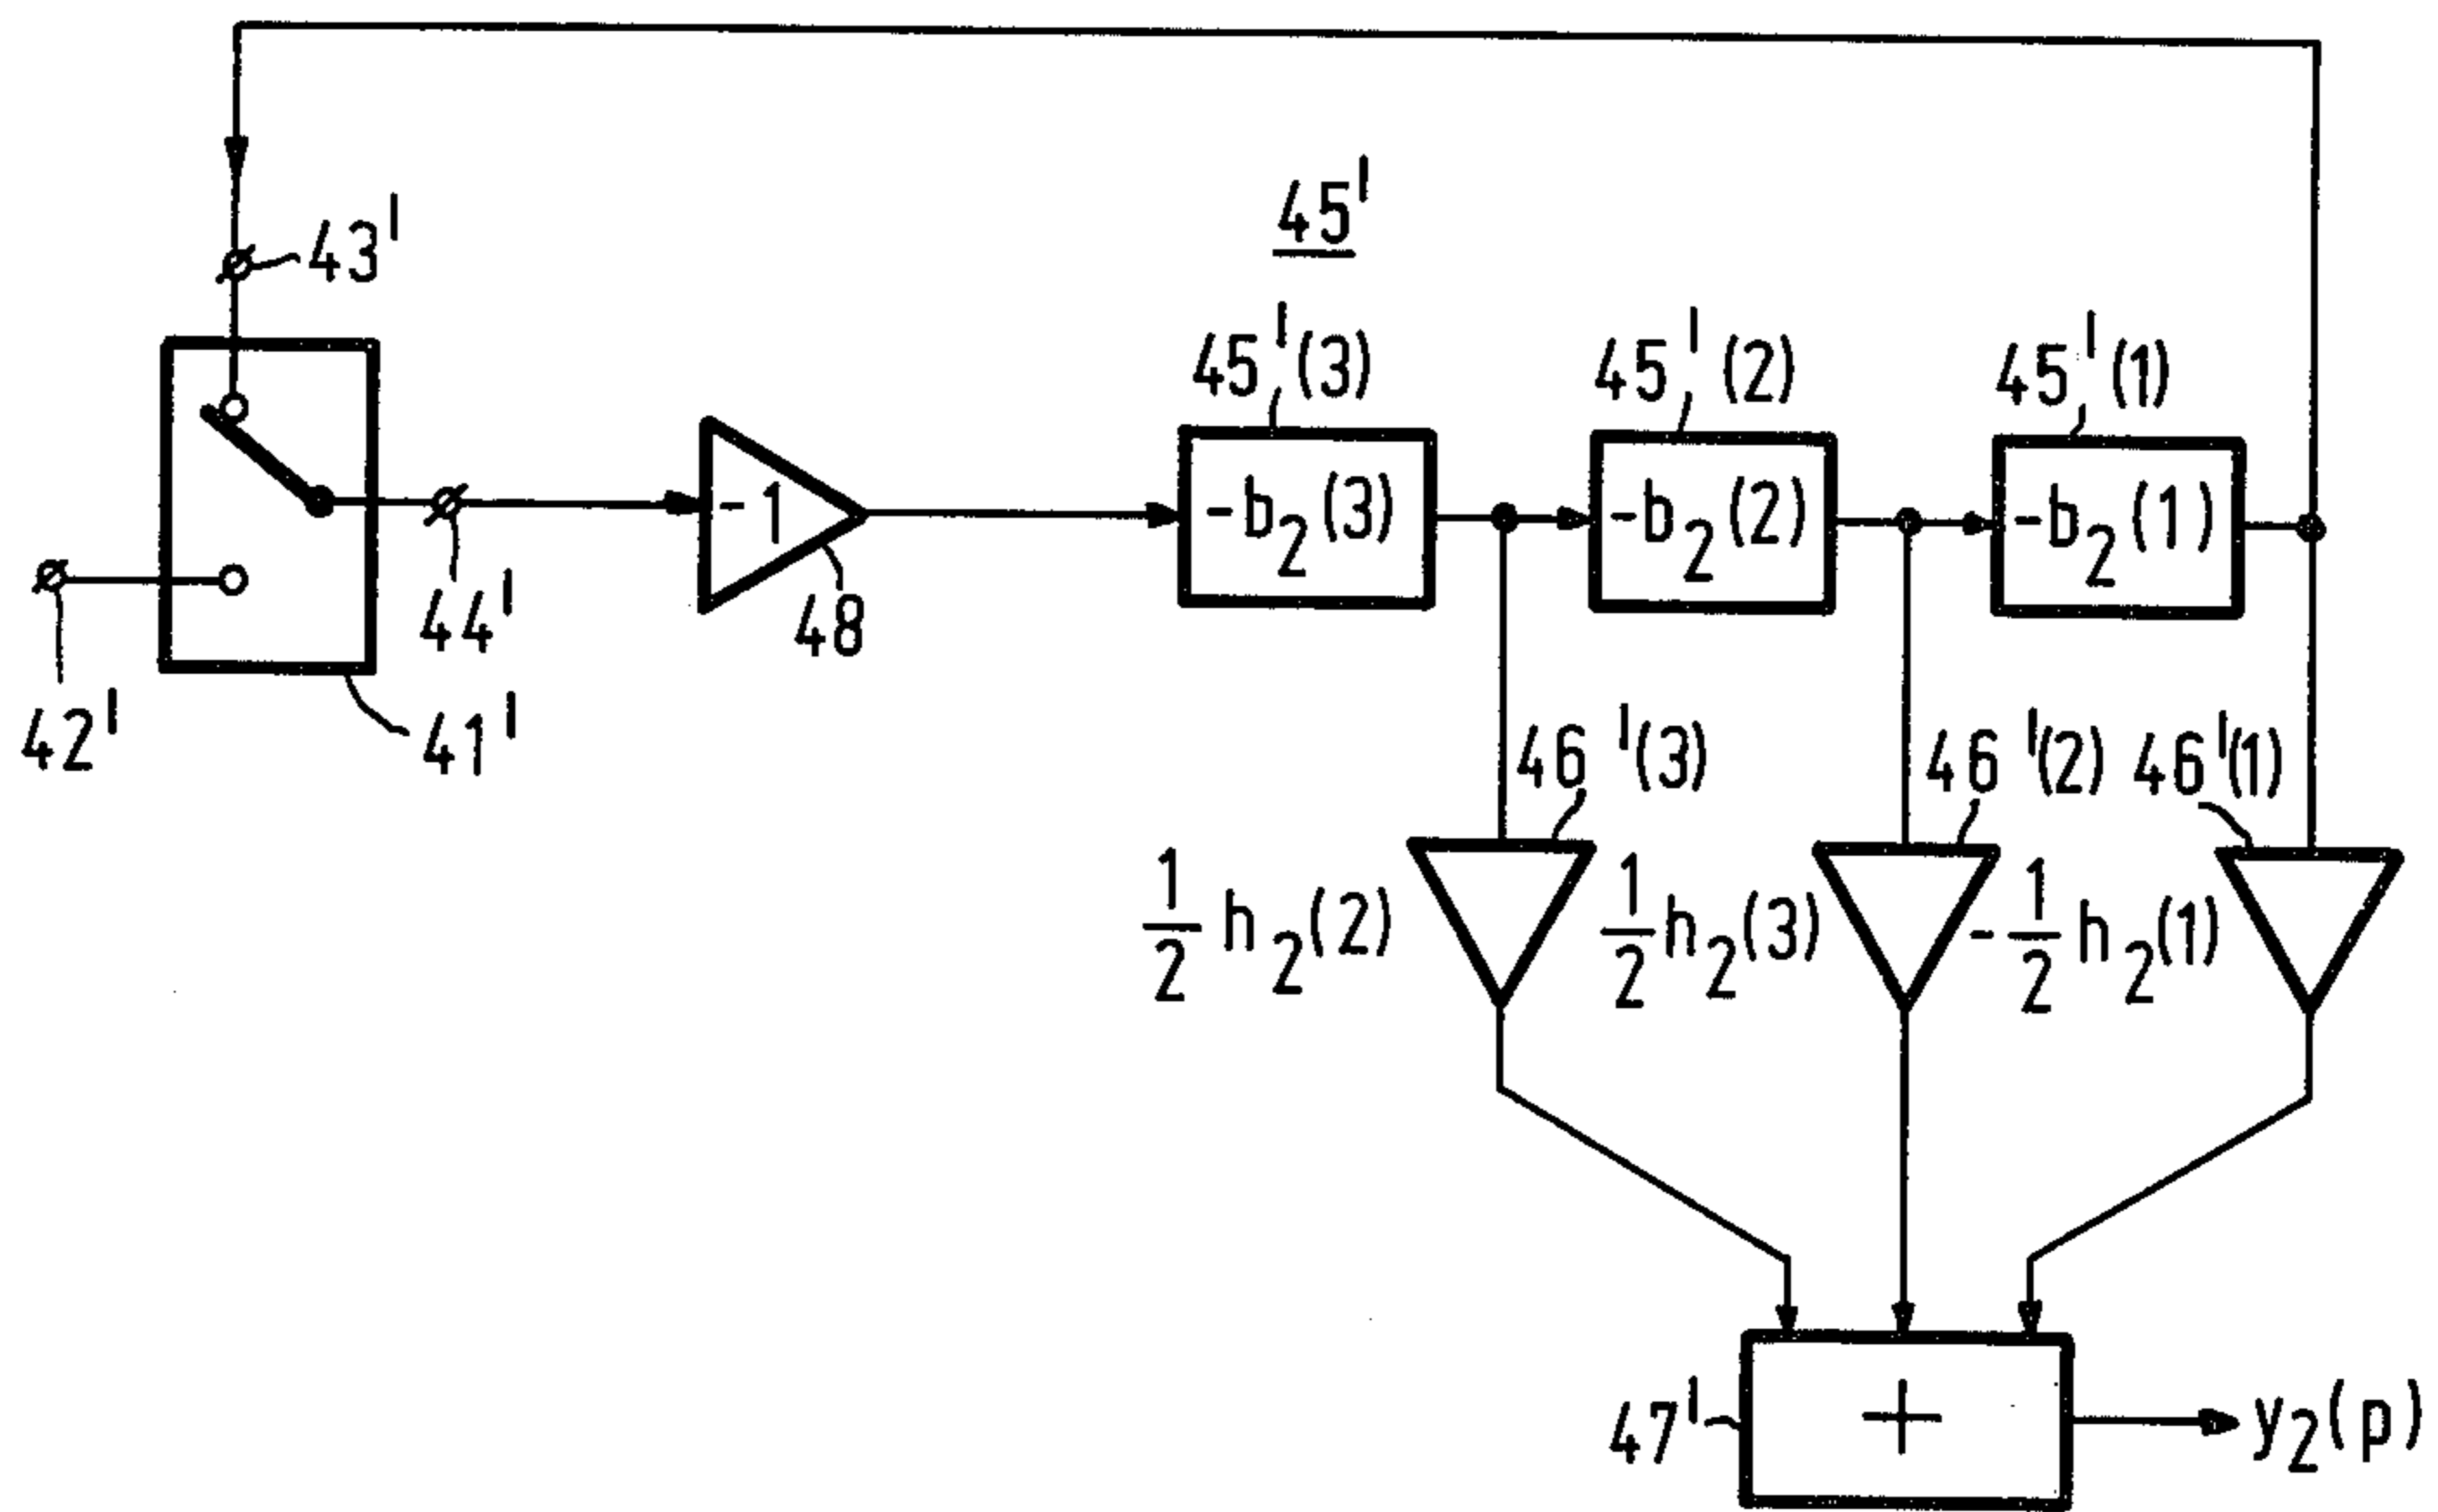 45'
43'
45'(3)
45'(2)
45'(1)
-1
-b2(3)
-b2(2)
-b2(1)
44'
48
42'
41'
46'(3)
46'(2)
46'(1)
1/2 h2(2)
1/2 h2(3)
-1/2 h2(1)
47'
+
y2(p)